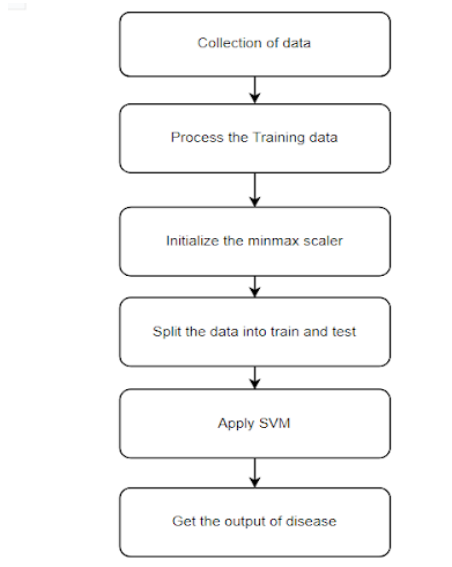 Collection of data
Process the Training data
Initialize the minmax scaler
Split the data into train and test
Apply SVM
Get the output of disease